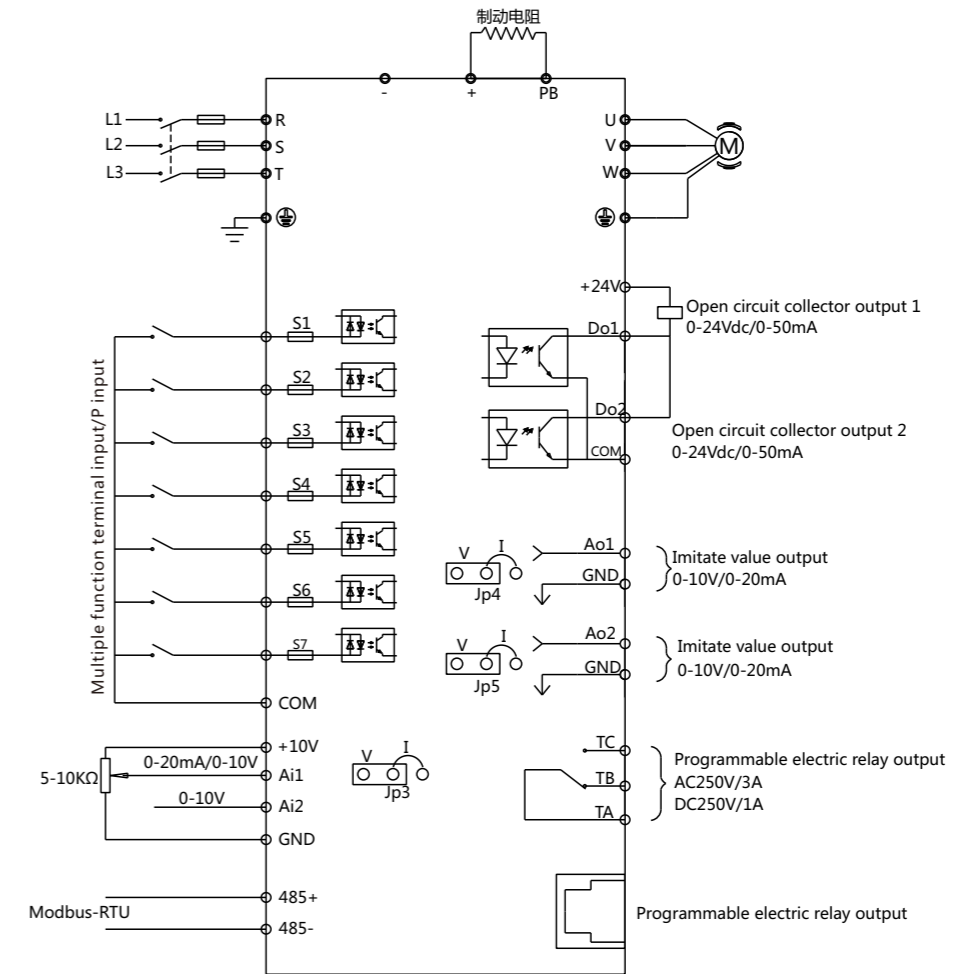 制动电阻
-
+
PB
L1
R
U
L2
S
V
M
L3
T
W
+24V
Open circuit collector output 1
0-24Vdc/0-50mA
S1
Do1
S2
Do2
Open circuit collector output 2
0-24Vdc/0-50mA
COM
S3
S4
S5
S6
S7
Multiple function terminal input/P input
COM
V
I
Jp4
Ao1
GND
Imitate value output
0-10V/0-20mA
V
I
Jp5
Ao2
GND
Imitate value output
0-10V/0-20mA
+10V
0-20mA/0-10V
5-10KΩ
Ai1
0-10V
Ai2
GND
V
I
Jp3
TC
TB
TA
Programmable electric relay output
AC250V/3A
DC250V/1A
Modbus-RTU
485+
485-
Programmable electric relay output